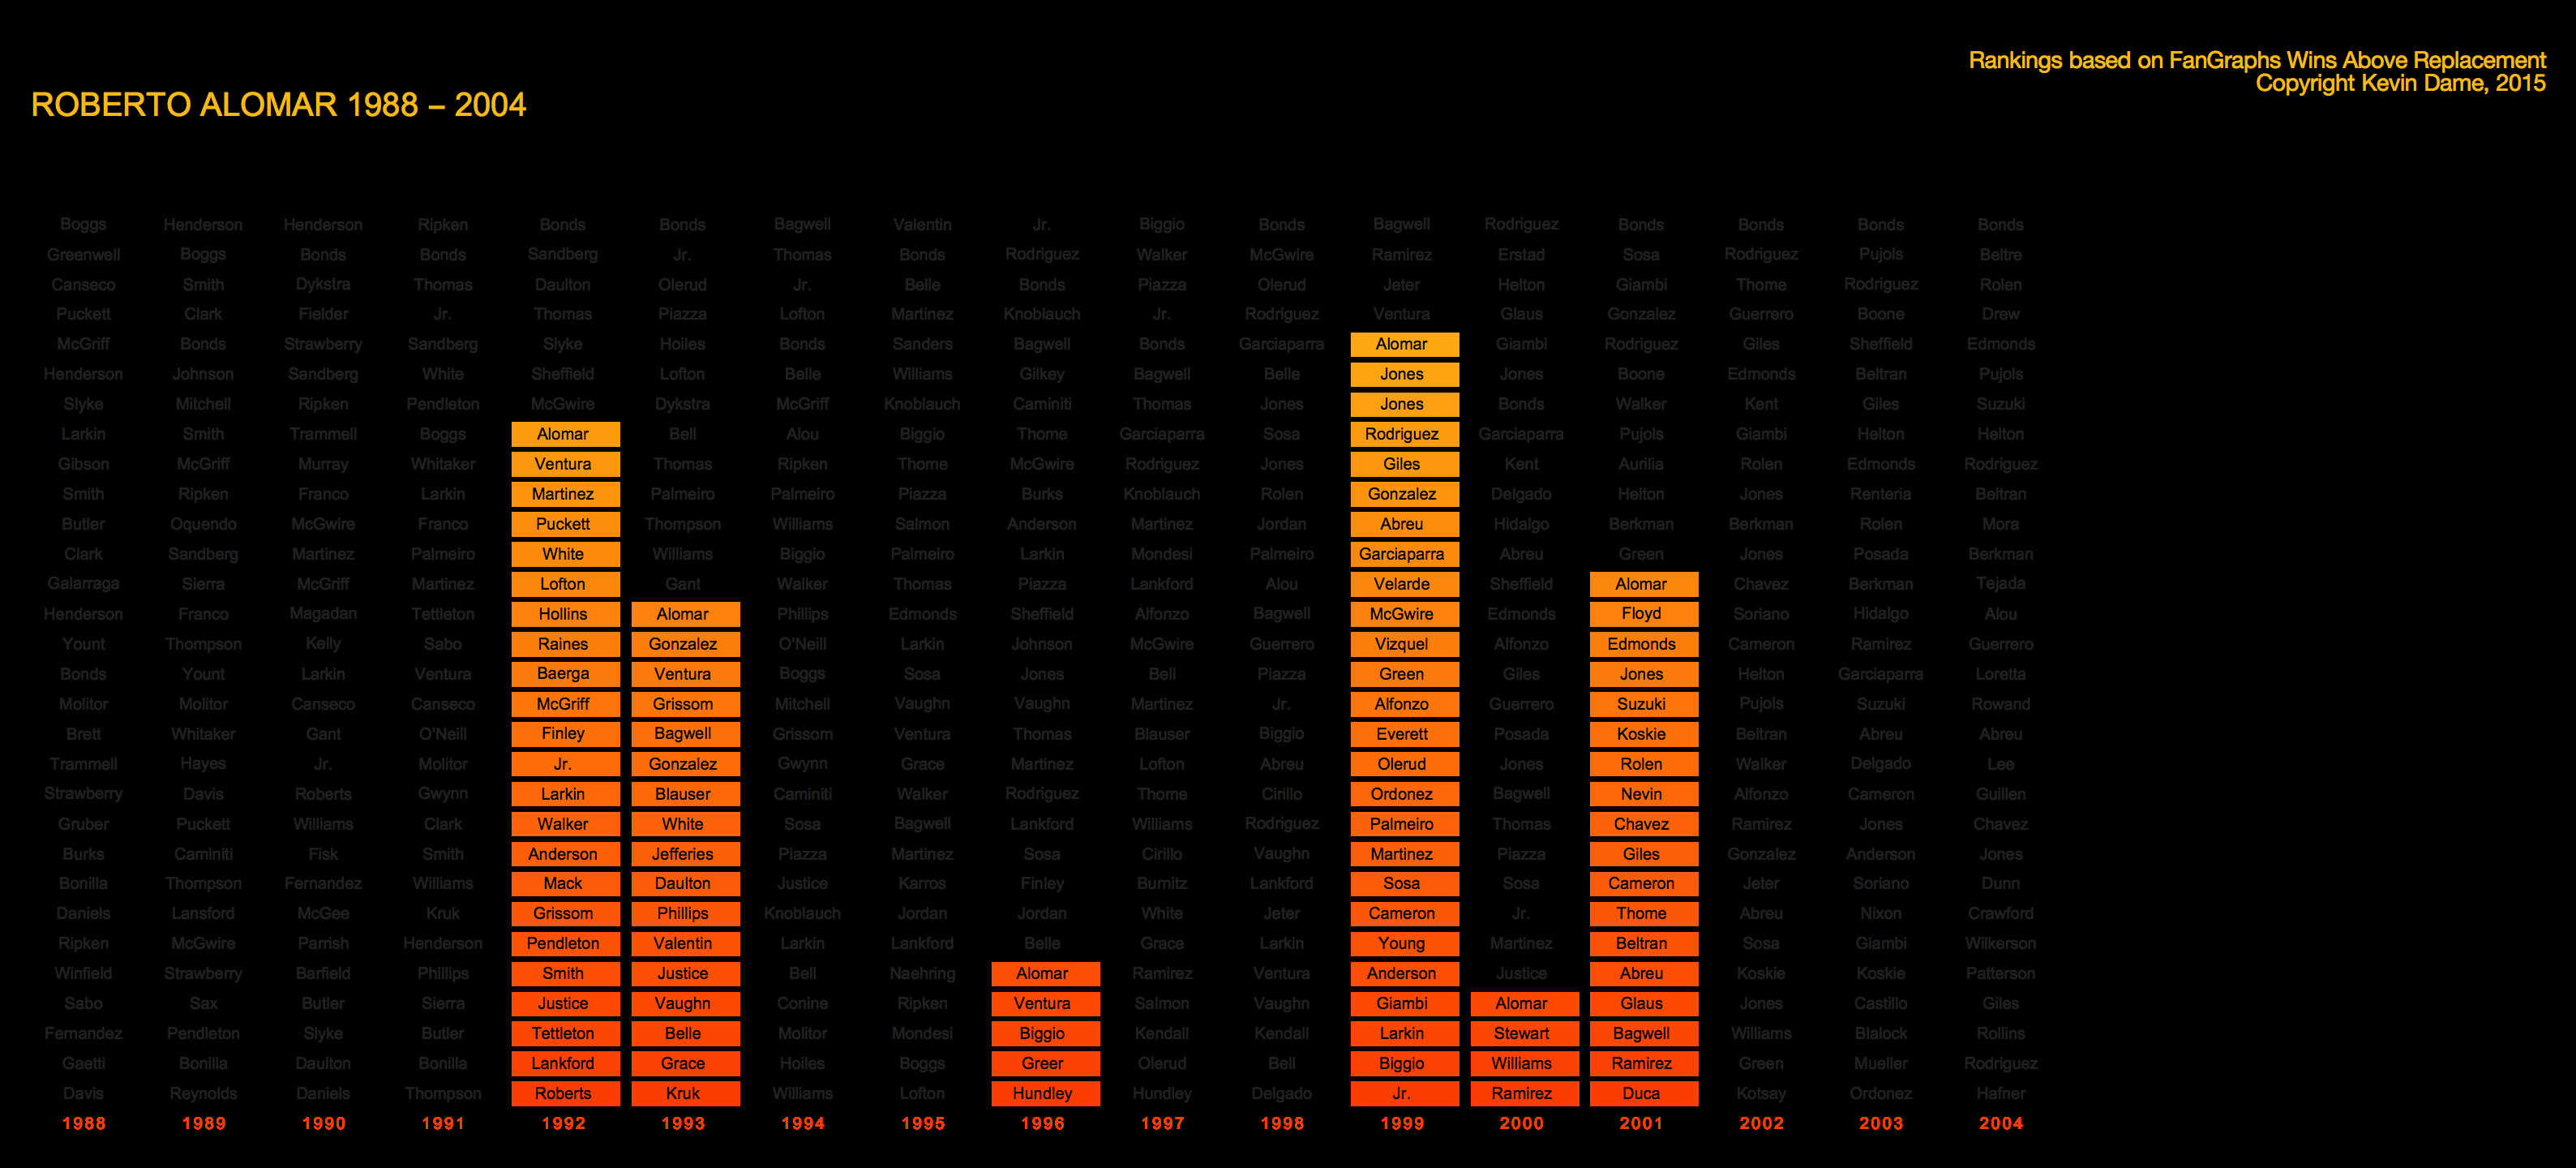 Rankings based on FanGraphs Wins Above Replacement
Copyright Kevin Dame, 2015
ROBERTO ALOMAR 1988 – 2004
Boggs Henderson Henderson Ripken Bonds Bonds Bagwell Valentin Jr. Biggio Bonds Bagwell Rodriguez Bonds Bonds Bonds Bonds
Greenwell Boggs Bonds Bonds Sandberg Jr. Thomas Bonds Rodriguez Walker McGwire Ramirez Erstad Sosa Rodriguez Pujols Beltre
Canseco Smith Dykstra Thomas Daulton Olerud Jr. Belle Bonds Piazza Olerud Jeter Helton Giambi Thome Rodriguez Rolen
Puckett Clark Fielder Jr. Thomas Piazza Lofton Martinez Knoblauch Jr. Rodriguez Ventura Glaus Gonzalez Guerrero Boone Drew
McGriff Bonds Strawberry Sandberg Slyke Hoiles Bonds Sanders Bagwell Bonds Garciaparra Alomar Giambi Rodriguez Giles Sheffield Edmonds
Henderson Johnson Sandberg White Sheffield Lofton Belle Williams Gilkey Bagwell Belle Jones Jones Boone Edmonds Beltran Pujols
Slyke Mitchell Ripken Pendleton McGwire Dykstra McGriff Knoblauch Caminiti Thomas Jones Jones Bonds Walker Kent Giles Suzuki
Larkin Smith Trammell Boggs Alomar Bell Alou Biggio Thome Garciaparra Sosa Rodriguez Garciaparra Pujols Giambi Helton Helton
Gibson McGriff Murray Whitaker Ventura Thomas Ripken Thome McGwire Rodriguez Jones Giles Kent Aurilia Rolen Edmonds Rodriguez
Smith Ripken Franco Larkin Martinez Palmeiro Palmeiro Piazza Burks Knoblauch Rolen Gonzalez Delgado Helton Jones Renteria Beltran
Butler Oquendo McGwire Franco Puckett Thompson Williams Salmon Anderson Martinez Jordan Abreu Hidalgo Berkman Berkman Rolen Mora
Clark Sandberg Martinez Palmeiro White Williams Biggio Palmeiro Larkin Mondesi Palmeiro Garciaparra Abreu Green Jones Posada Berkman
Galarraga Sierra McGriff Martinez Lofton Gant Walker Thomas Piazza Lankford Alou Velarde Sheffield Alomar Chavez Berkman Tejada
Henderson Franco Magadan Tettleton Hollins Alomar Phillips Edmonds Sheffield Alfonzo Bagwell McGwire Edmonds Floyd Soriano Hidalgo Alou
Yount Thompson Kelly Sabo Raines Gonzalez O'Neill Larkin Johnson McGwire Guerrero Vizquel Alfonzo Edmonds Cameron Ramirez Guerrero
Bonds Yount Larkin Ventura Baerga Ventura Boggs Sosa Jones Bell Piazza Green Giles Jones Helton Garciaparra Loretta
Molitor Molitor Canseco Canseco McGriff Grissom Mitchell Vaughn Vaughn Martinez Jr. Alfonzo Guerrero Suzuki Pujols Suzuki Rowand
Brett Whitaker Gant O'Neill Finley Bagwell Grissom Ventura Thomas Blauser Biggio Everett Posada Koskie Beltran Abreu Abreu
Trammell Hayes Jr. Molitor Jr. Gonzalez Gwynn Grace Martinez Lofton Abreu Olerud Jones Rolen Walker Delgado Lee
Strawberry Davis Roberts Gwynn Larkin Blauser Caminiti Walker Rodriguez Thome Cirillo Ordonez Bagwell Nevin Alfonzo Cameron Guillen
Gruber Puckett Williams Clark Walker White Sosa Bagwell Lankford Williams Rodriguez Palmeiro Thomas Chavez Ramirez Jones Chavez
Burks Caminiti Fisk Smith Anderson Jefferies Piazza Martinez Sosa Cirillo Vaughn Martinez Piazza Giles Gonzalez Anderson Jones
Bonilla Thompson Fernandez Williams Mack Daulton Justice Karros Finley Burnitz Lankford Sosa Sosa Cameron Jeter Soriano Dunn
Daniels Lansford McGee Kruk Grissom Phillips Knoblauch Jordan Jordan White Jeter Cameron Jr. Thome Abreu Nixon Crawford
Ripken McGwire Parrish Henderson Pendleton Valentin Larkin Lankford Belle Grace Larkin Young Martinez Beltran Sosa Giambi Wilkerson
Winfield Strawberry Barfield Phillips Smith Justice Bell Naehring Alomar Ramirez Ventura Anderson Justice Abreu Koskie Koskie Patterson
Sabo Sax Butler Sierra Justice Vaughn Conine Ripken Ventura Salmon Vaughn Giambi Alomar Glaus Jones Castillo Giles
Fernandez Pendleton Slyke Butler Tettleton Belle Molitor Mondesi Biggio Kendall Kendall Larkin Stewart Bagwell Williams Blalock Rollins
Gaetti Bonilla Daulton Bonilla Lankford Grace Hoiles Boggs Greer Olerud Bell Biggio Williams Ramirez Green Mueller Rodriguez
Davis Reynolds Daniels Thompson Roberts Kruk Williams Lofton Hundley Hundley Delgado Jr. Ramirez Duca Kotsay Ordonez Hafner
1988 1989 1990 1991 1992 1993 1994 1995 1996 1997 1998 1999 2000 2001 2002 2003 2004